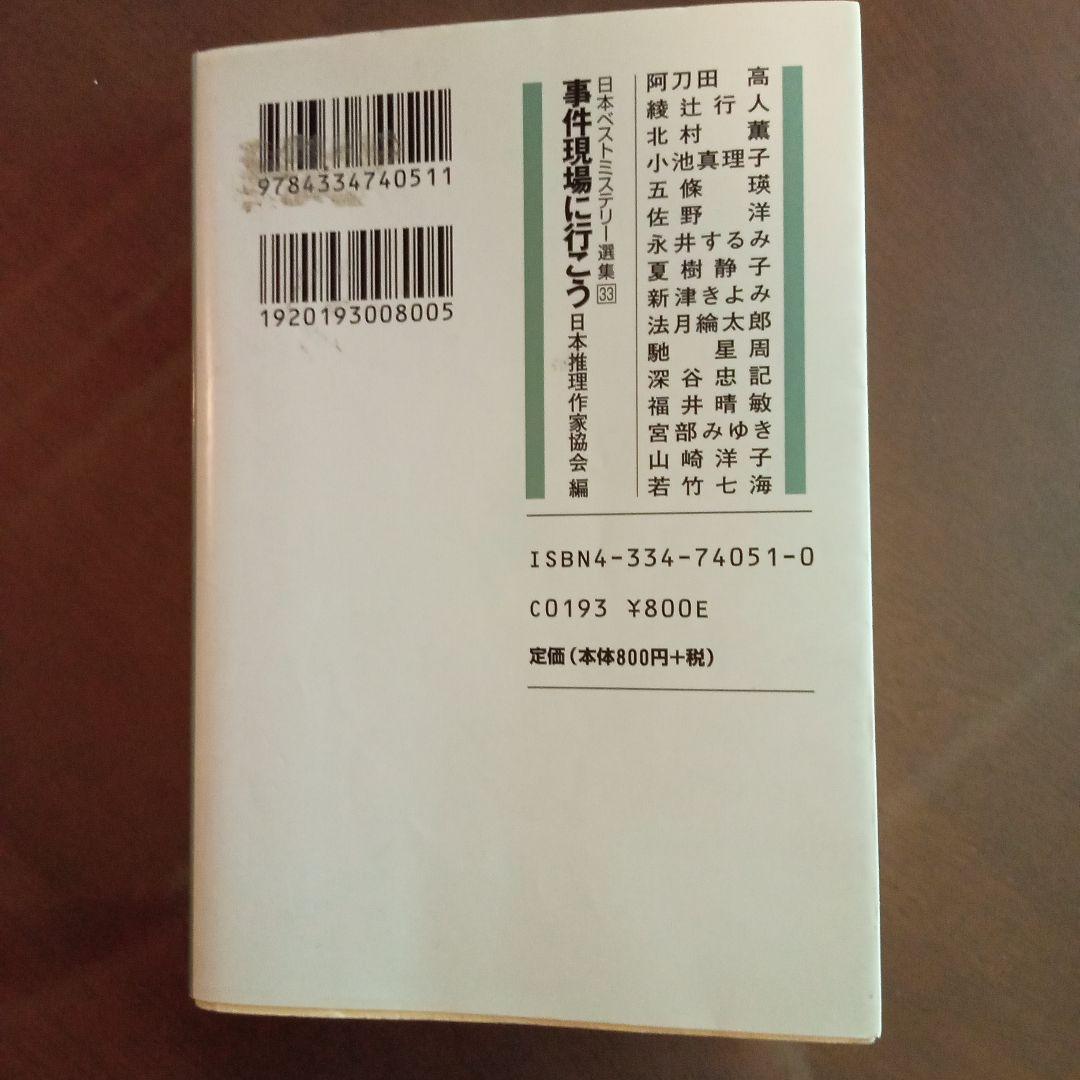 阿刀田 高
綾辻行人
北村 薫
小池真理子
五條 瑛
佐野 洋
永井するみ
夏樹静子
新津きよみ
法月綸太郎
馳 星周
深谷忠記
福井晴敏
宮部みゆき
山崎洋子
若竹七海
日本ベストミステリー選集33
事件現場に行こう 日本推理作家協会 編
9784334740511
1920193008005
ISBN4-334-74051-0
C0193 ¥800E
定価(本体800円+税)